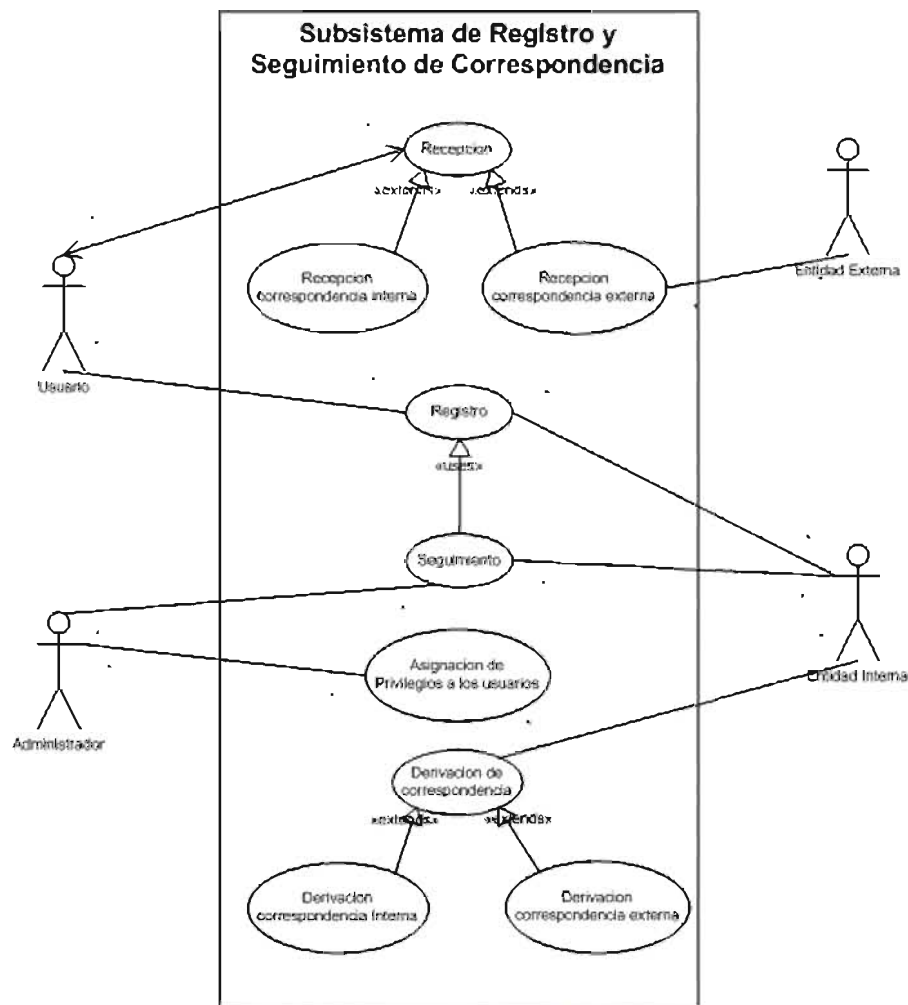 Subsistema de Registro y
Seguimiento de Correspondencia
Recepcion
«extends»
«extends»
Recepcion
correspondencia interna
Recepcion
correspondencia externa
Entidad Externa
Usuario
Registro
«uses»
Seguimiento
Asignacion de
Privilegios a los usuarios
Entidad Interna
Administrador
Derivacion de
correspondencia
«extends»
«extends»
Derivacion
correspondencia Interna
Derivacion
correspondencia externa